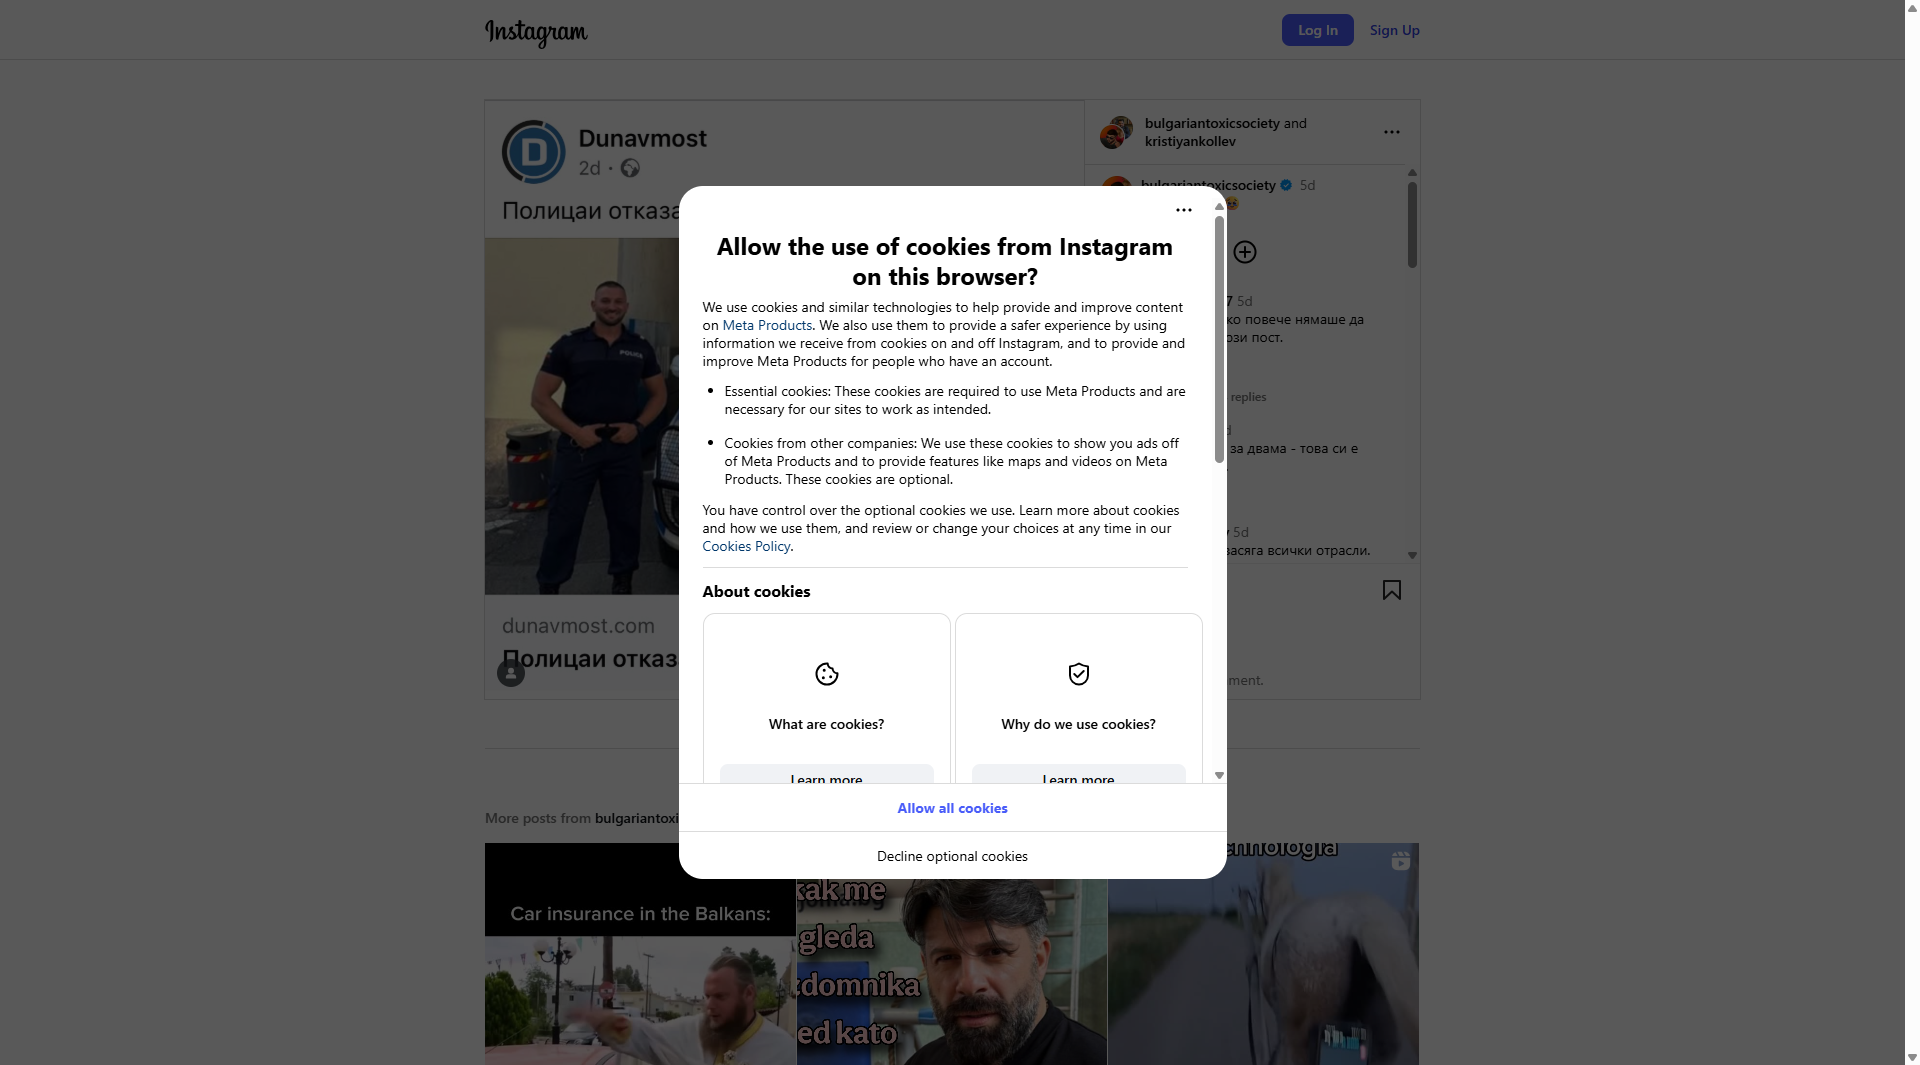 Instagram
Log In
Sign Up
Dunavmost
2d
Полицаи отказа
POLICE
dunavmost.com
Полицаи отказ
bulgariantoxicsociety and
kristiyankollev
bulgariantoxicsociety 5d
7 5d
ко повече нямаше да
ози пост.
replies
за двама - това си е
5d
засяга всички отрасли.
ment.
Allow the use of cookies from Instagram
on this browser?
We use cookies and similar technologies to help provide and improve content
on Meta Products. We also use them to provide a safer experience by using
information we receive from cookies on and off Instagram, and to provide and
improve Meta Products for people who have an account.
• Essential cookies: These cookies are required to use Meta Products and are
necessary for our sites to work as intended.
• Cookies from other companies: We use these cookies to show you ads off
of Meta Products and to provide features like maps and videos on Meta
Products. These cookies are optional.
You have control over the optional cookies we use. Learn more about cookies
and how we use them, and review or change your choices at any time in our
Cookies Policy.
About cookies
What are cookies?
Why do we use cookies?
Learn more
Learn more
Allow all cookies
Decline optional cookies
More posts from bulgariantoxi
Car insurance in the Balkans:
kak me
gleda
zdomnika
ed kato
chnologia